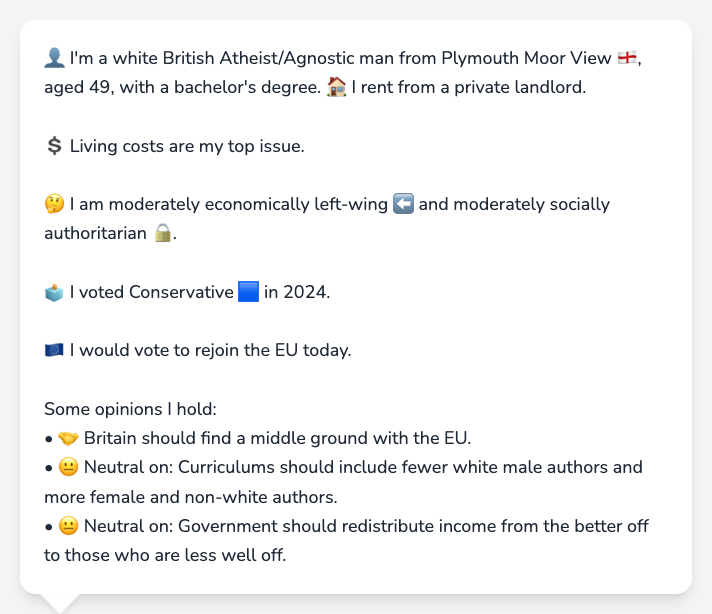 👤 I'm a white British Atheist/Agnostic man from Plymouth Moor View 🏴󠁧󠁢󠁥󠁮󠁧󠁿,
aged 49, with a bachelor's degree. 🏠 I rent from a private landlord.
💲 Living costs are my top issue.
🤔 I am moderately economically left-wing ⬅️ and moderately socially
authoritarian 🔒.
🗳️ I voted Conservative 🟦 in 2024.
🇪🇺 I would vote to rejoin the EU today.
Some opinions I hold:
• 🤝 Britain should find a middle ground with the EU.
• 😐 Neutral on: Curriculums should include fewer white male authors and
more female and non-white authors.
• 😐 Neutral on: Government should redistribute income from the better off
to those who are less well off.